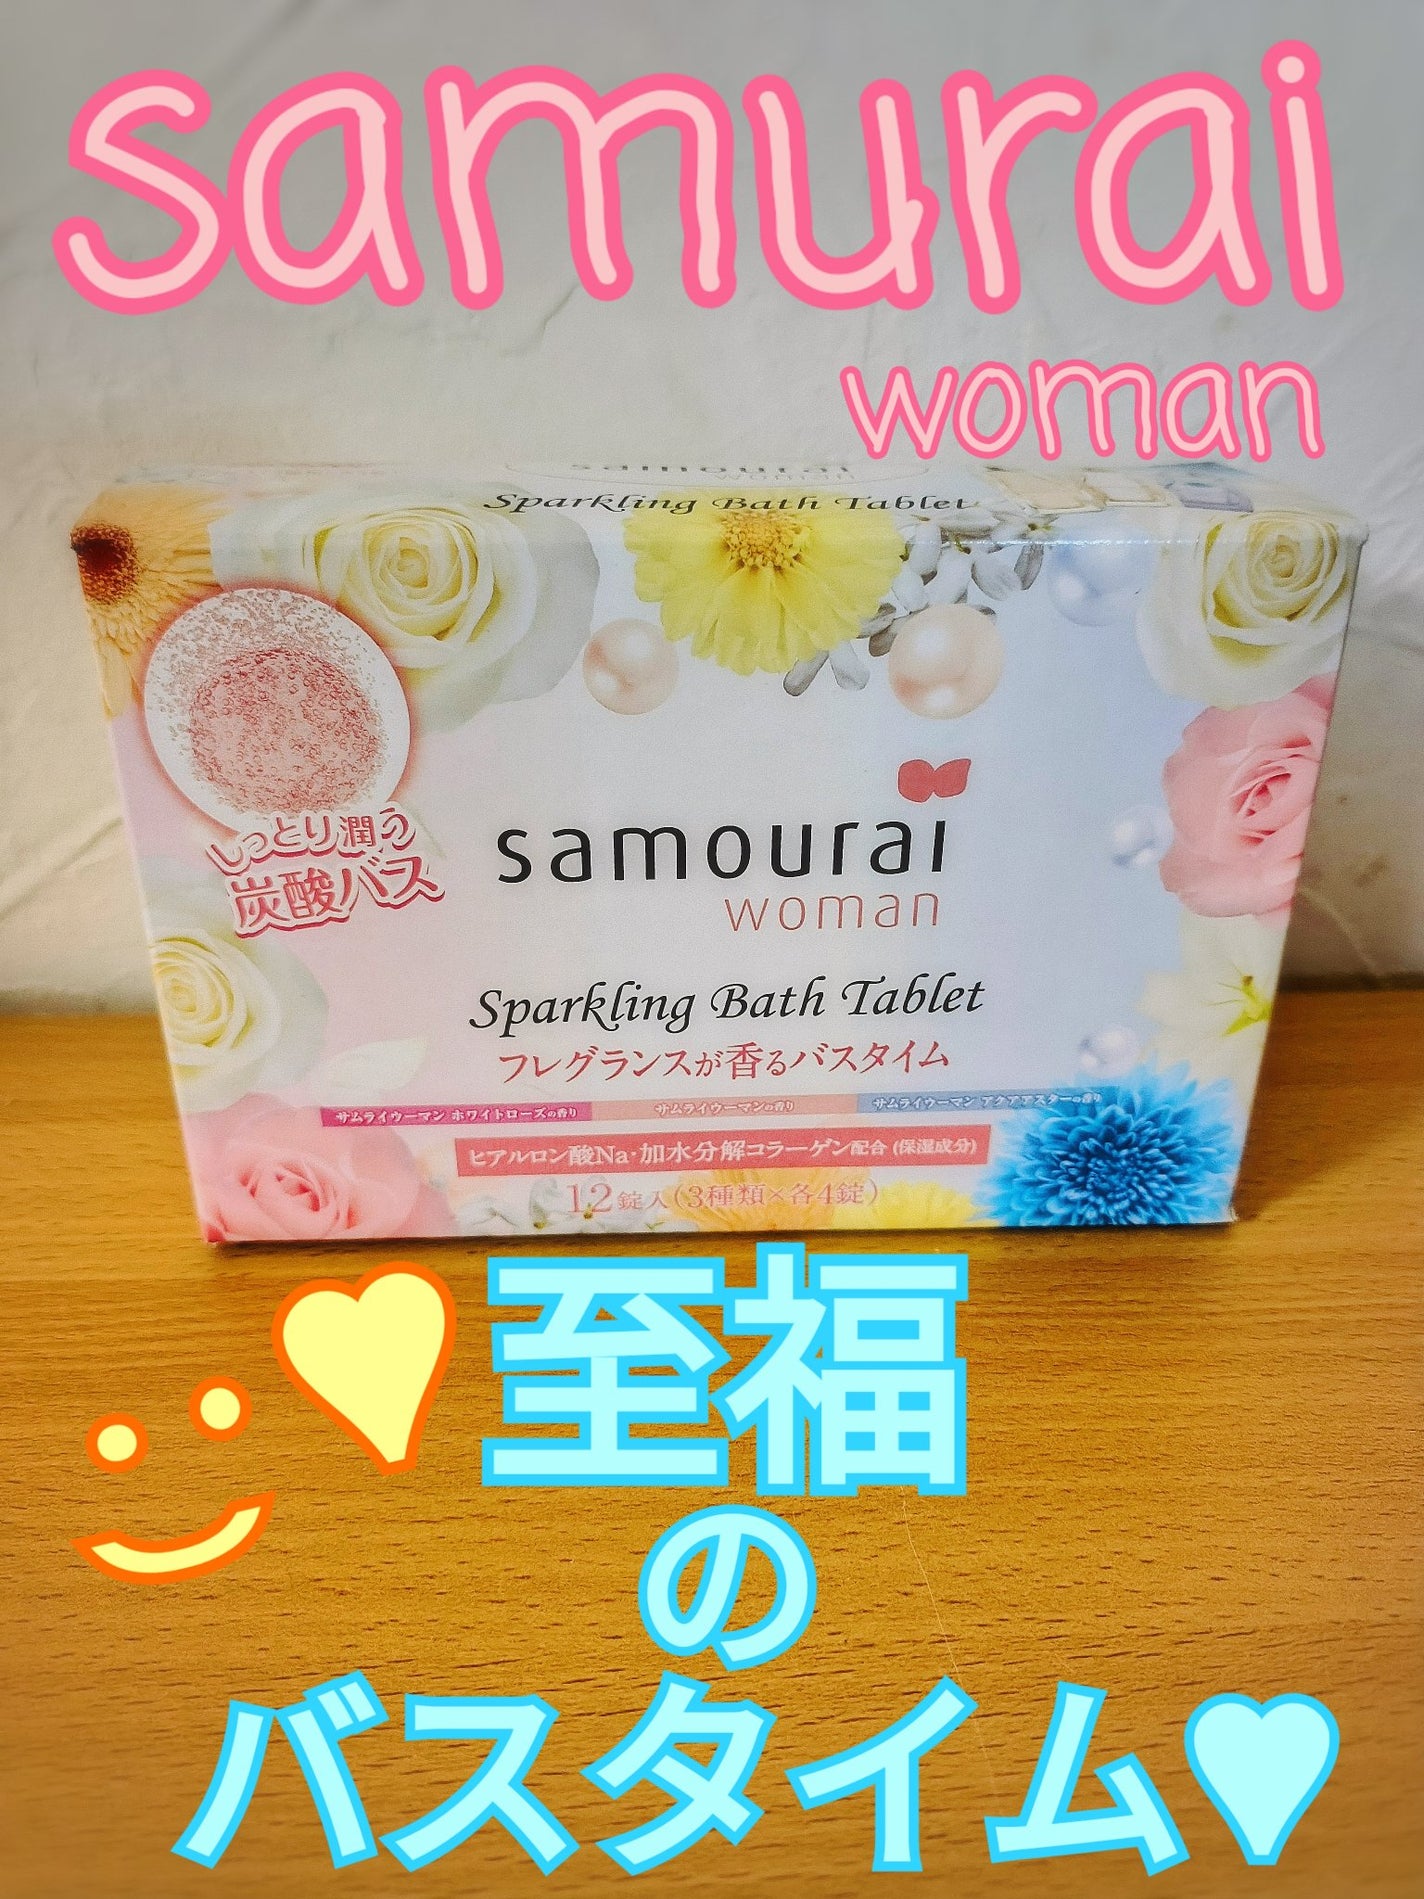 samurai
woman
samourai
woman
Sparkling Bath Tablet
しっとり潤う
炭酸バス
samourai
woman
Sparkling Bath Tablet
フレグランスが香るバスタイム
サムライウーマン ホワイトローズの香り サムライウーマンの香り サムライウーマン アクアアスターの香り
ヒアルロン酸Na・加水分解コラーゲン配合 (保湿成分)
12錠入(3種類×各4錠)
♥至福
の
バスタイム♥